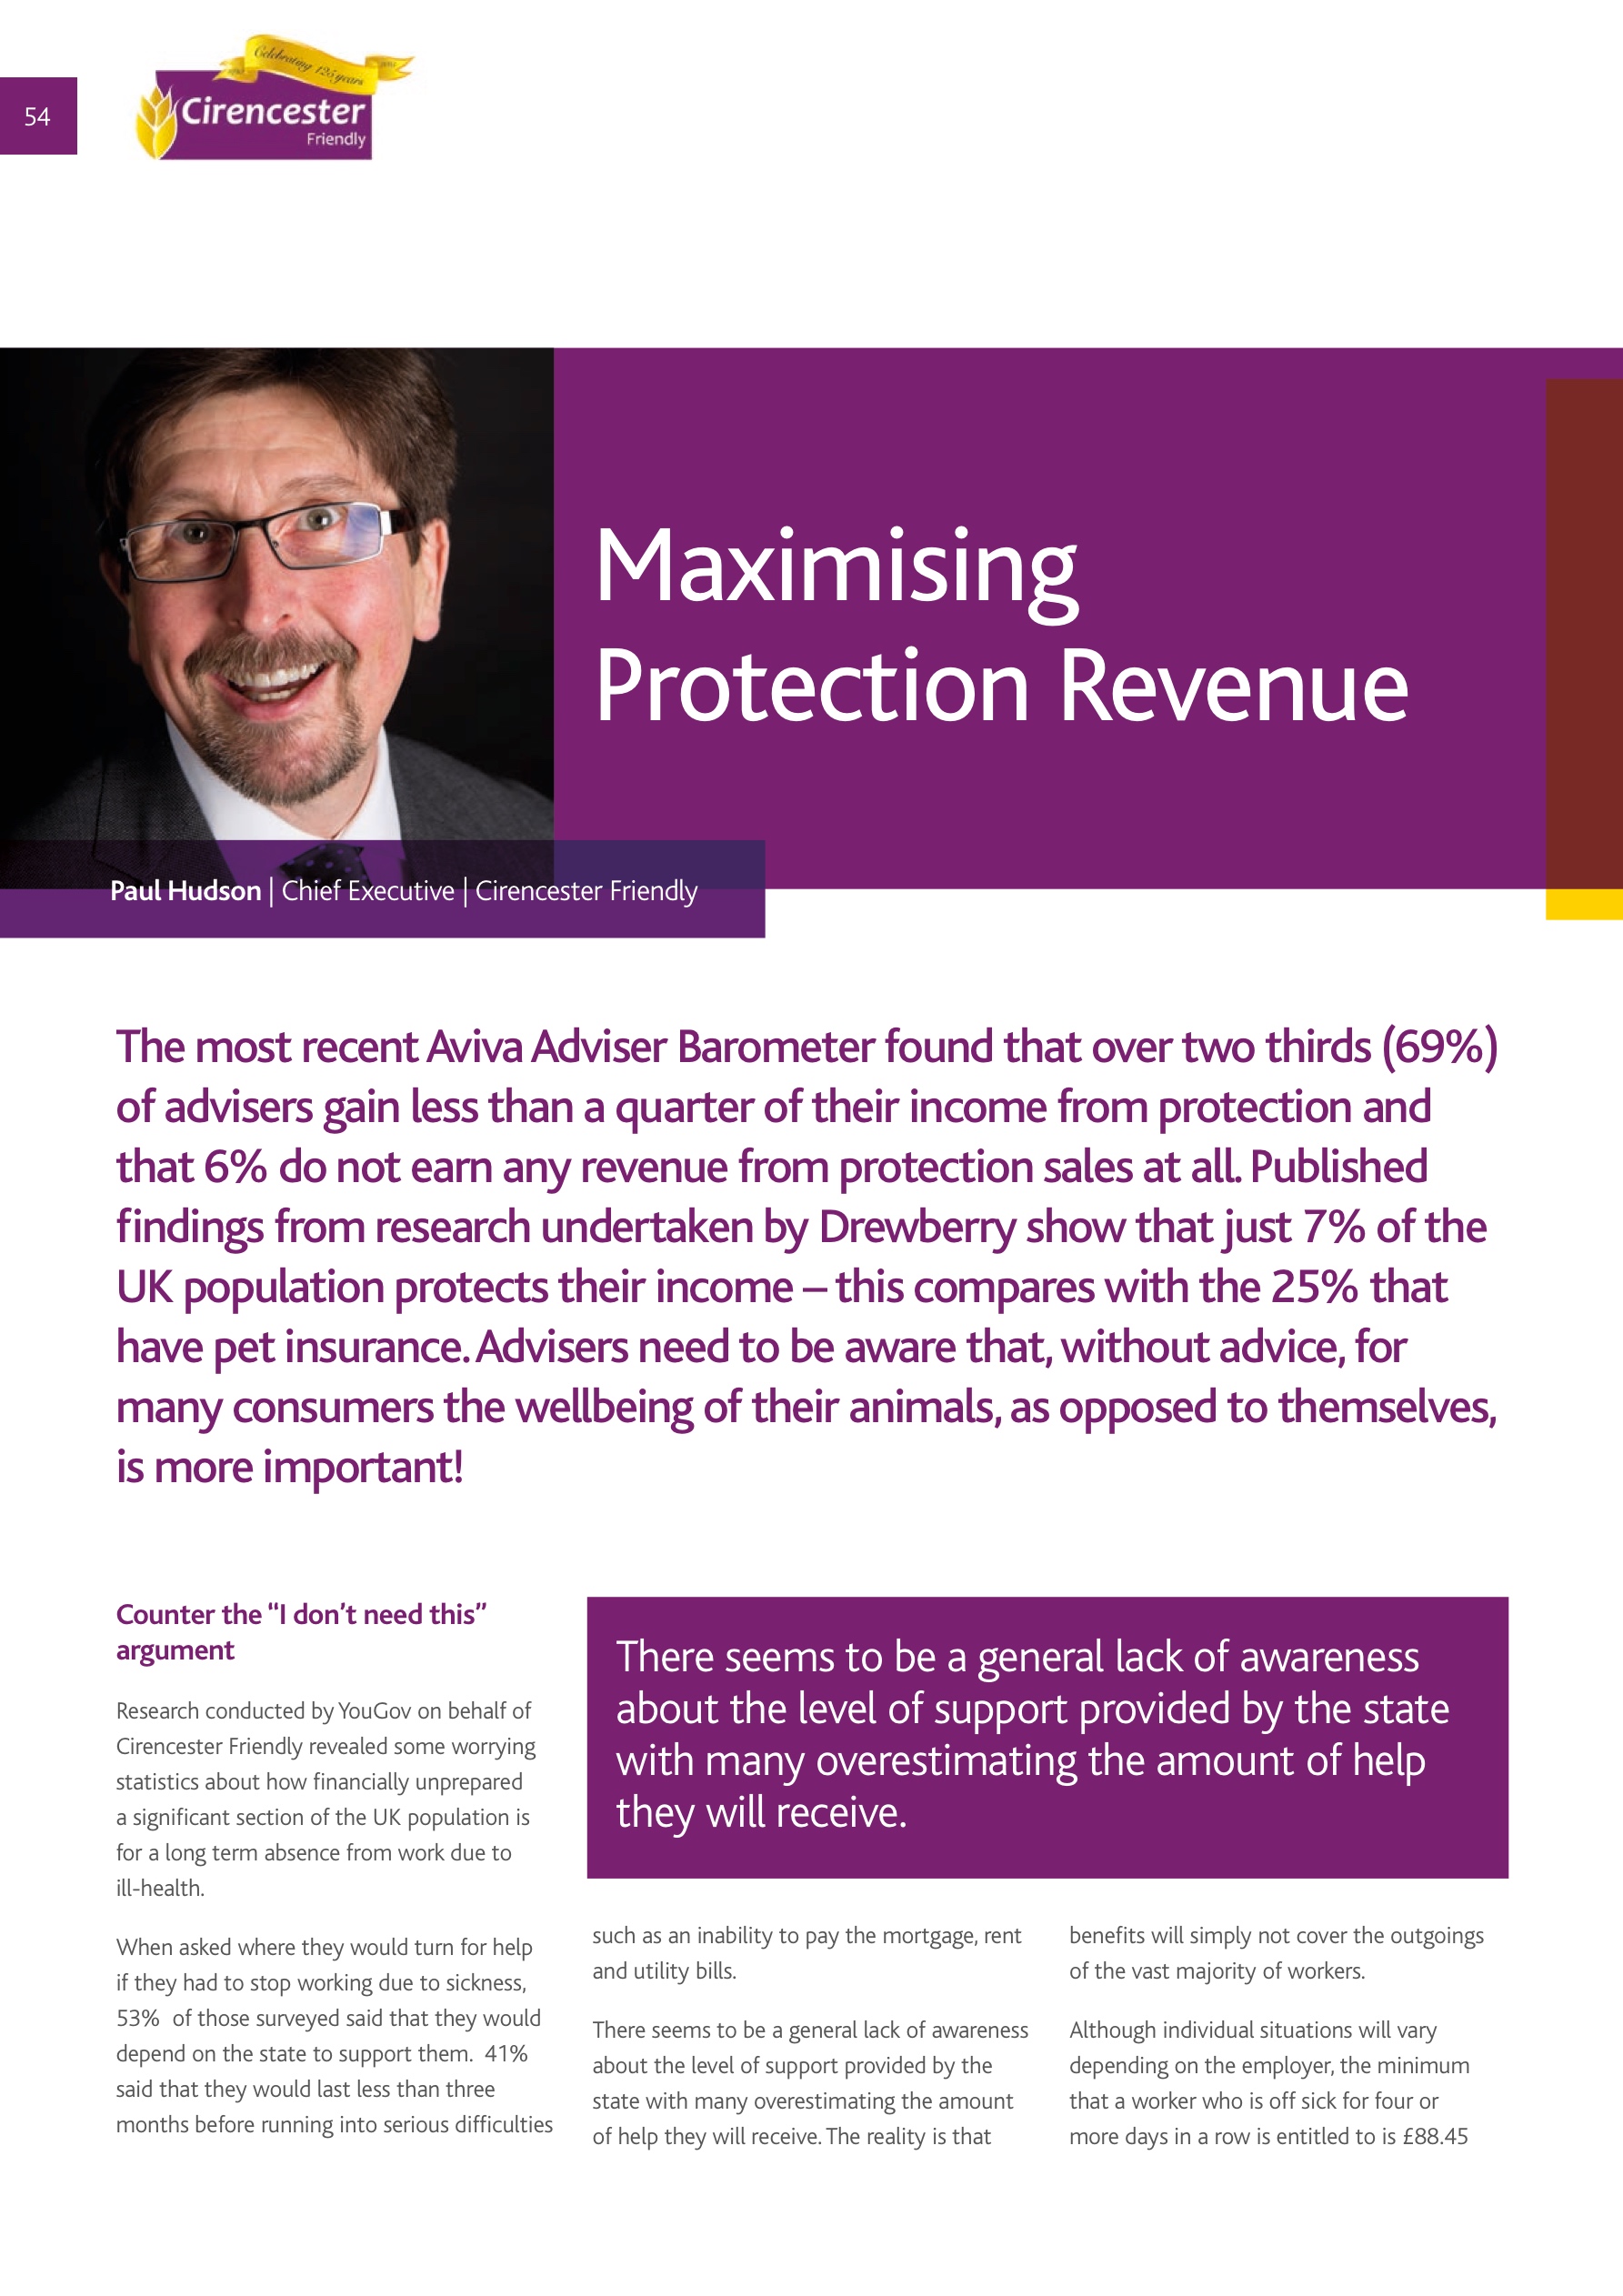 54
Celebrating 125 years
Cirencester
Friendly
Maximising
Protection Revenue
Paul Hudson | Chief Executive | Cirencester Friendly
The most recent Aviva Adviser Barometer found that over two thirds (69%)
of advisers gain less than a quarter of their income from protection and
that 6% do not earn any revenue from protection sales at all. Published
findings from research undertaken by Drewberry show that just 7% of the
UK population protects their income – this compares with the 25% that
have pet insurance. Advisers need to be aware that, without advice, for
many consumers the wellbeing of their animals, as opposed to themselves,
is more important!
Counter the “I don’t need this”
argument
Research conducted by YouGov on behalf of
Cirencester Friendly revealed some worrying
statistics about how financially unprepared
a significant section of the UK population is
for a long term absence from work due to
ill-health.
When asked where they would turn for help
if they had to stop working due to sickness,
53%  of those surveyed said that they would
depend on the state to support them.  41%
said that they would last less than three
months before running into serious difficulties
There seems to be a general lack of awareness
about the level of support provided by the state
with many overestimating the amount of help
they will receive.
such as an inability to pay the mortgage, rent
and utility bills.
There seems to be a general lack of awareness
about the level of support provided by the
state with many overestimating the amount
of help they will receive. The reality is that
benefits will simply not cover the outgoings
of the vast majority of workers.
Although individual situations will vary
depending on the employer, the minimum
that a worker who is off sick for four or
more days in a row is entitled to is £88.45